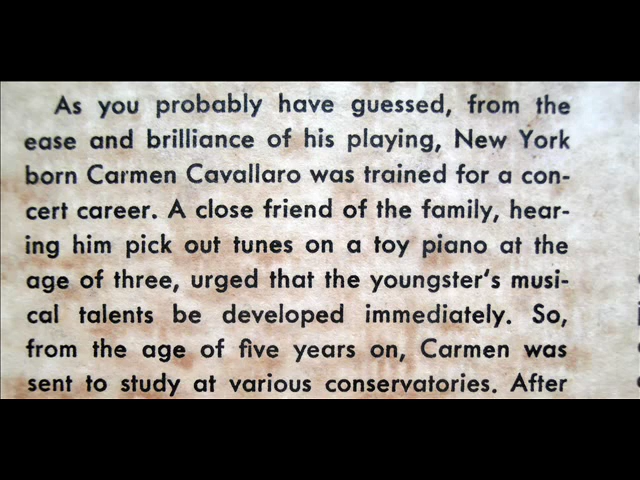 As you probably have guessed, from the
ease and brilliance of his playing, New York
born Carmen Cavallaro was trained for a con-
cert career. A close friend of the family, hear-
ing him pick out tunes on a toy piano at the
age of three, urged that the youngster's musi-
cal talents be developed immediately. So,
from the age of five years on, Carmen was
sent to study at various conservatories. After